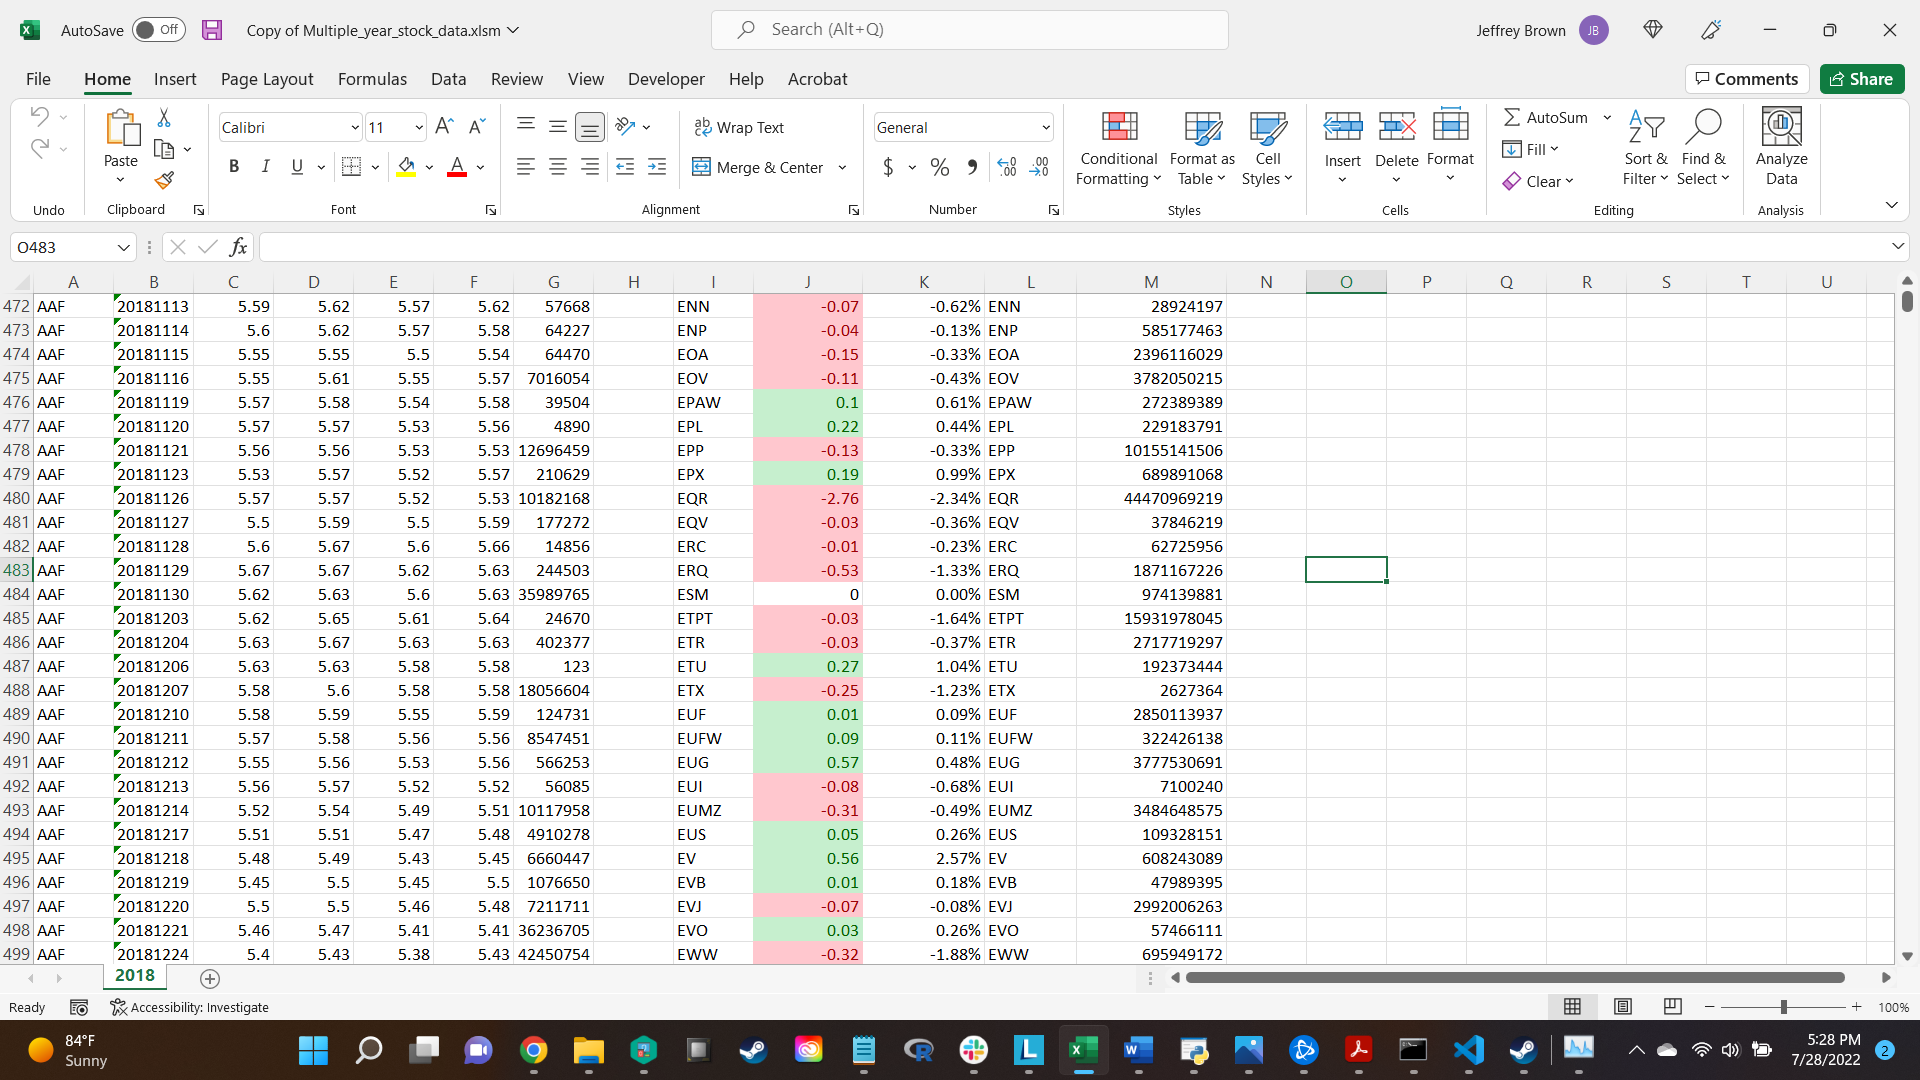 AutoSave Off Copy of Multiple_year_stock_data.xlsm Search (Alt+Q) Jeffrey Brown JB
File Home Insert Page Layout Formulas Data Review View Developer Help Acrobat Comments Share
Calibri 11 Wrap Text General AutoSum
Paste B I U A Merge & Center $ % Conditional Formatting Format as Table Cell Styles Insert Delete Format Fill Clear Sort & Filter Find & Select Analyze Data
Undo Clipboard Font Alignment Number Styles Cells Editing Analysis
O483 fx
A B C D E F G H I J K L M N O P Q R S T U
472 AAF 20181113 5.59 5.62 5.57 5.62 57668 ENN -0.07 -0.62% ENN 28924197
473 AAF 20181114 5.6 5.62 5.57 5.58 64227 ENP -0.04 -0.13% ENP 585177463
474 AAF 20181115 5.55 5.55 5.5 5.54 64470 EOA -0.15 -0.33% EOA 2396116029
475 AAF 20181116 5.55 5.61 5.55 5.57 7016054 EOV -0.11 -0.43% EOV 3782050215
476 AAF 20181119 5.57 5.58 5.54 5.58 39504 EPAW 0.1 0.61% EPAW 272389389
477 AAF 20181120 5.57 5.57 5.53 5.56 4890 EPL 0.22 0.44% EPL 229183791
478 AAF 20181121 5.56 5.56 5.53 5.53 12696459 EPP -0.13 -0.33% EPP 10155141506
479 AAF 20181123 5.53 5.57 5.52 5.57 210629 EPX 0.19 0.99% EPX 689891068
480 AAF 20181126 5.57 5.57 5.52 5.53 10182168 EQR -2.76 -2.34% EQR 44470969219
481 AAF 20181127 5.5 5.59 5.5 5.59 177272 EQV -0.03 -0.36% EQV 37846219
482 AAF 20181128 5.6 5.67 5.6 5.66 14856 ERC -0.01 -0.23% ERC 62725956
483 AAF 20181129 5.67 5.67 5.62 5.63 244503 ERQ -0.53 -1.33% ERQ 1871167226
484 AAF 20181130 5.62 5.63 5.6 5.63 35989765 ESM 0 0.00% ESM 974139881
485 AAF 20181203 5.62 5.65 5.61 5.64 24670 ETPT -0.03 -1.64% ETPT 15931978045
486 AAF 20181204 5.63 5.67 5.63 5.63 402377 ETR -0.03 -0.37% ETR 2717719297
487 AAF 20181206 5.63 5.63 5.58 5.58 123 ETU 0.27 1.04% ETU 192373444
488 AAF 20181207 5.58 5.6 5.58 5.58 18056604 ETX -0.25 -1.23% ETX 2627364
489 AAF 20181210 5.58 5.59 5.55 5.59 124731 EUF 0.01 0.09% EUF 2850113937
490 AAF 20181211 5.57 5.58 5.56 5.56 8547451 EUFW 0.09 0.11% EUFW 322426138
491 AAF 20181212 5.55 5.56 5.53 5.56 566253 EUG 0.57 0.48% EUG 3777530691
492 AAF 20181213 5.56 5.57 5.52 5.52 56085 EUI -0.08 -0.68% EUI 7100240
493 AAF 20181214 5.52 5.54 5.49 5.51 10117958 EUMZ -0.31 -0.49% EUMZ 3484648575
494 AAF 20181217 5.51 5.51 5.47 5.48 4910278 EUS 0.05 0.26% EUS 109328151
495 AAF 20181218 5.48 5.49 5.43 5.45 6660447 EV 0.56 2.57% EV 608243089
496 AAF 20181219 5.45 5.5 5.45 5.5 1076650 EVB 0.01 0.18% EVB 47989395
497 AAF 20181220 5.5 5.5 5.46 5.48 7211711 EVJ -0.07 -0.08% EVJ 2992006263
498 AAF 20181221 5.46 5.47 5.41 5.41 36236705 EVO 0.03 0.26% EVO 57466111
499 AAF 20181224 5.4 5.43 5.38 5.43 42450754 EWW -0.32 -1.88% EWW 695949172
2018
Ready Accessibility: Investigate 100%
84°F 5:28 PM
Sunny 7/28/2022 2